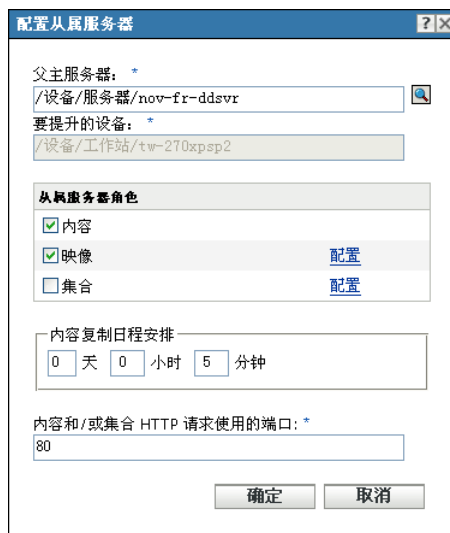 配置从属服务器
父主服务器： *
/设备/服务器/nov-fr-ddsvr
要提升的设备： *
/设备/工作站/tw-270xpsp2
从属服务器角色
内容
映像 配置
集合 配置
内容复制日程安排
0 天 0 小时 5 分钟
内容和/或集合 HTTP 请求使用的端口: *
80
确定 取消